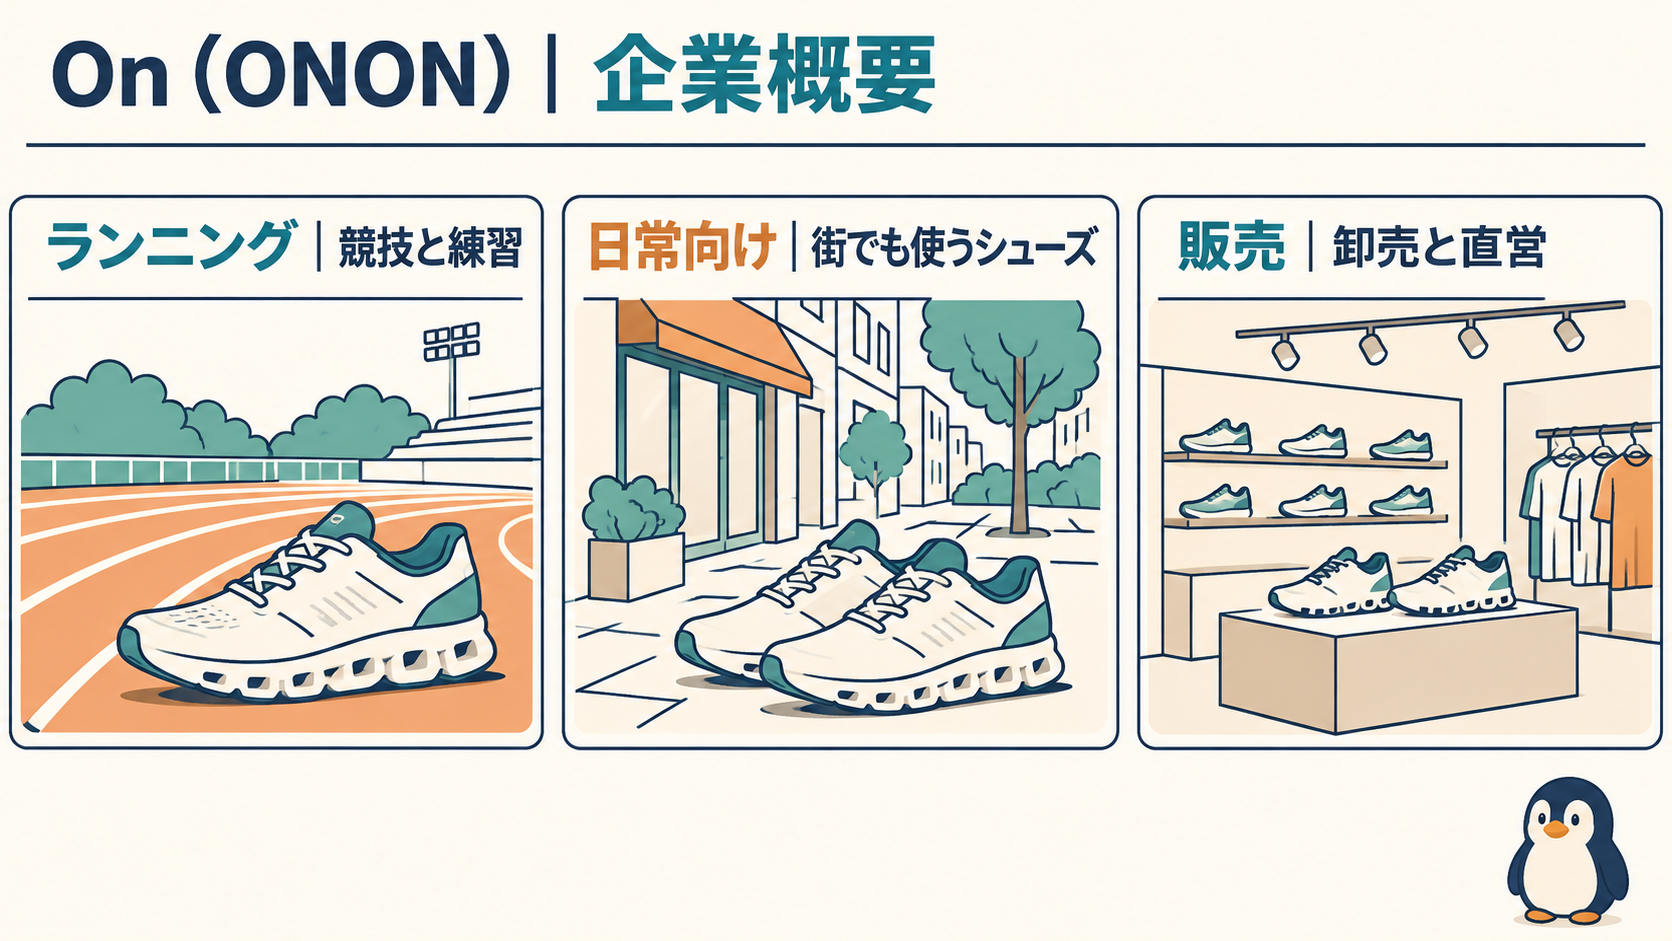 On（ONON）｜企業概要
ランニング｜競技と練習
日常向け｜街でも使うシューズ
販売｜卸売と直営